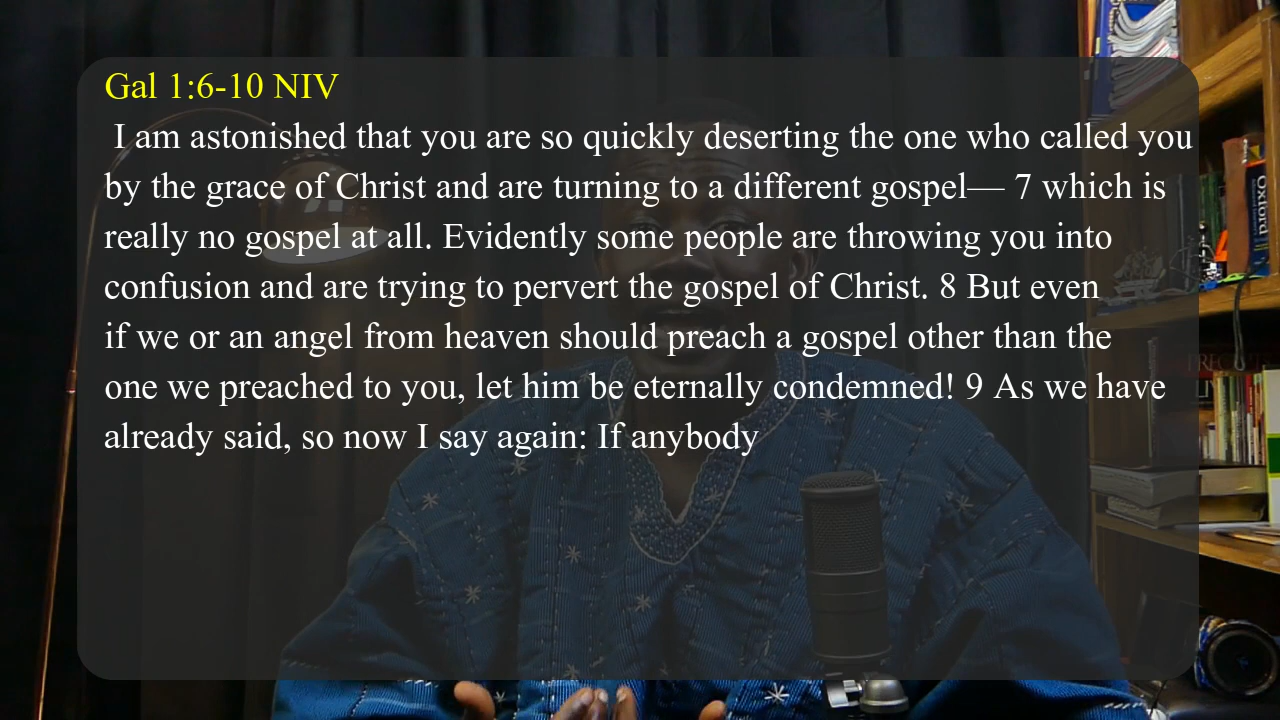 Gal 1:6-10 NIV
I am astonished that you are so quickly deserting the one who called you
by the grace of Christ and are turning to a different gospel— 7 which is
really no gospel at all. Evidently some people are throwing you into
confusion and are trying to pervert the gospel of Christ. 8 But even
if we or an angel from heaven should preach a gospel other than the
one we preached to you, let him be eternally condemned! 9 As we have
already said, so now I say again: If anybody
Oxford